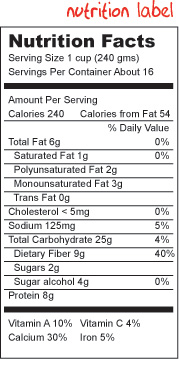 nutrition label
Nutrition Facts
Serving Size 1 cup (240 gms)
Servings Per Container About 16
Amount Per Serving
Calories 240 Calories from Fat 54
% Daily Value
Total Fat 6g 0%
Saturated Fat 1g 0%
Polyunsaturated Fat 2g
Monounsaturated Fat 3g
Trans Fat 0g
Cholesterol < 5mg 0%
Sodium 125mg 5%
Total Carbohydrate 25g 4%
Dietary Fiber 9g 40%
Sugars 2g
Sugar alcohol 4g 0%
Protein 8g
Vitamin A 10% Vitamin C 4%
Calcium 30% Iron 5%